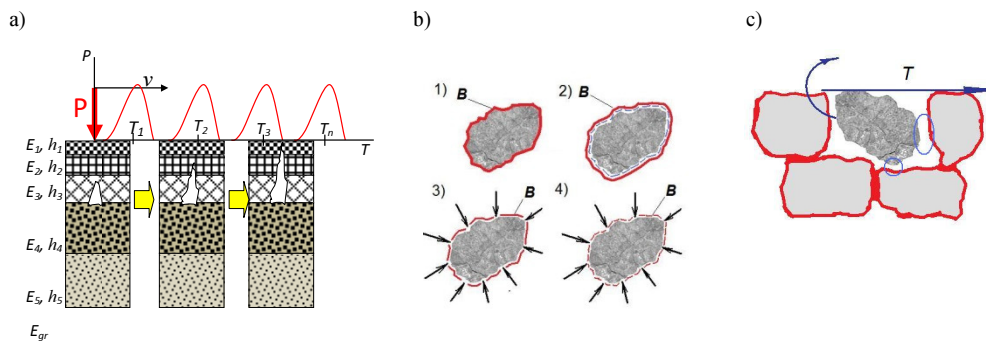 a)
P
P
v
T1
T2
T3
Tn
T
E1, h1
E2, h2
E3, h3
E4, h4
E5, h5
Egr
b)
1)
B
2)
B
3)
B
4)
B
c)
T